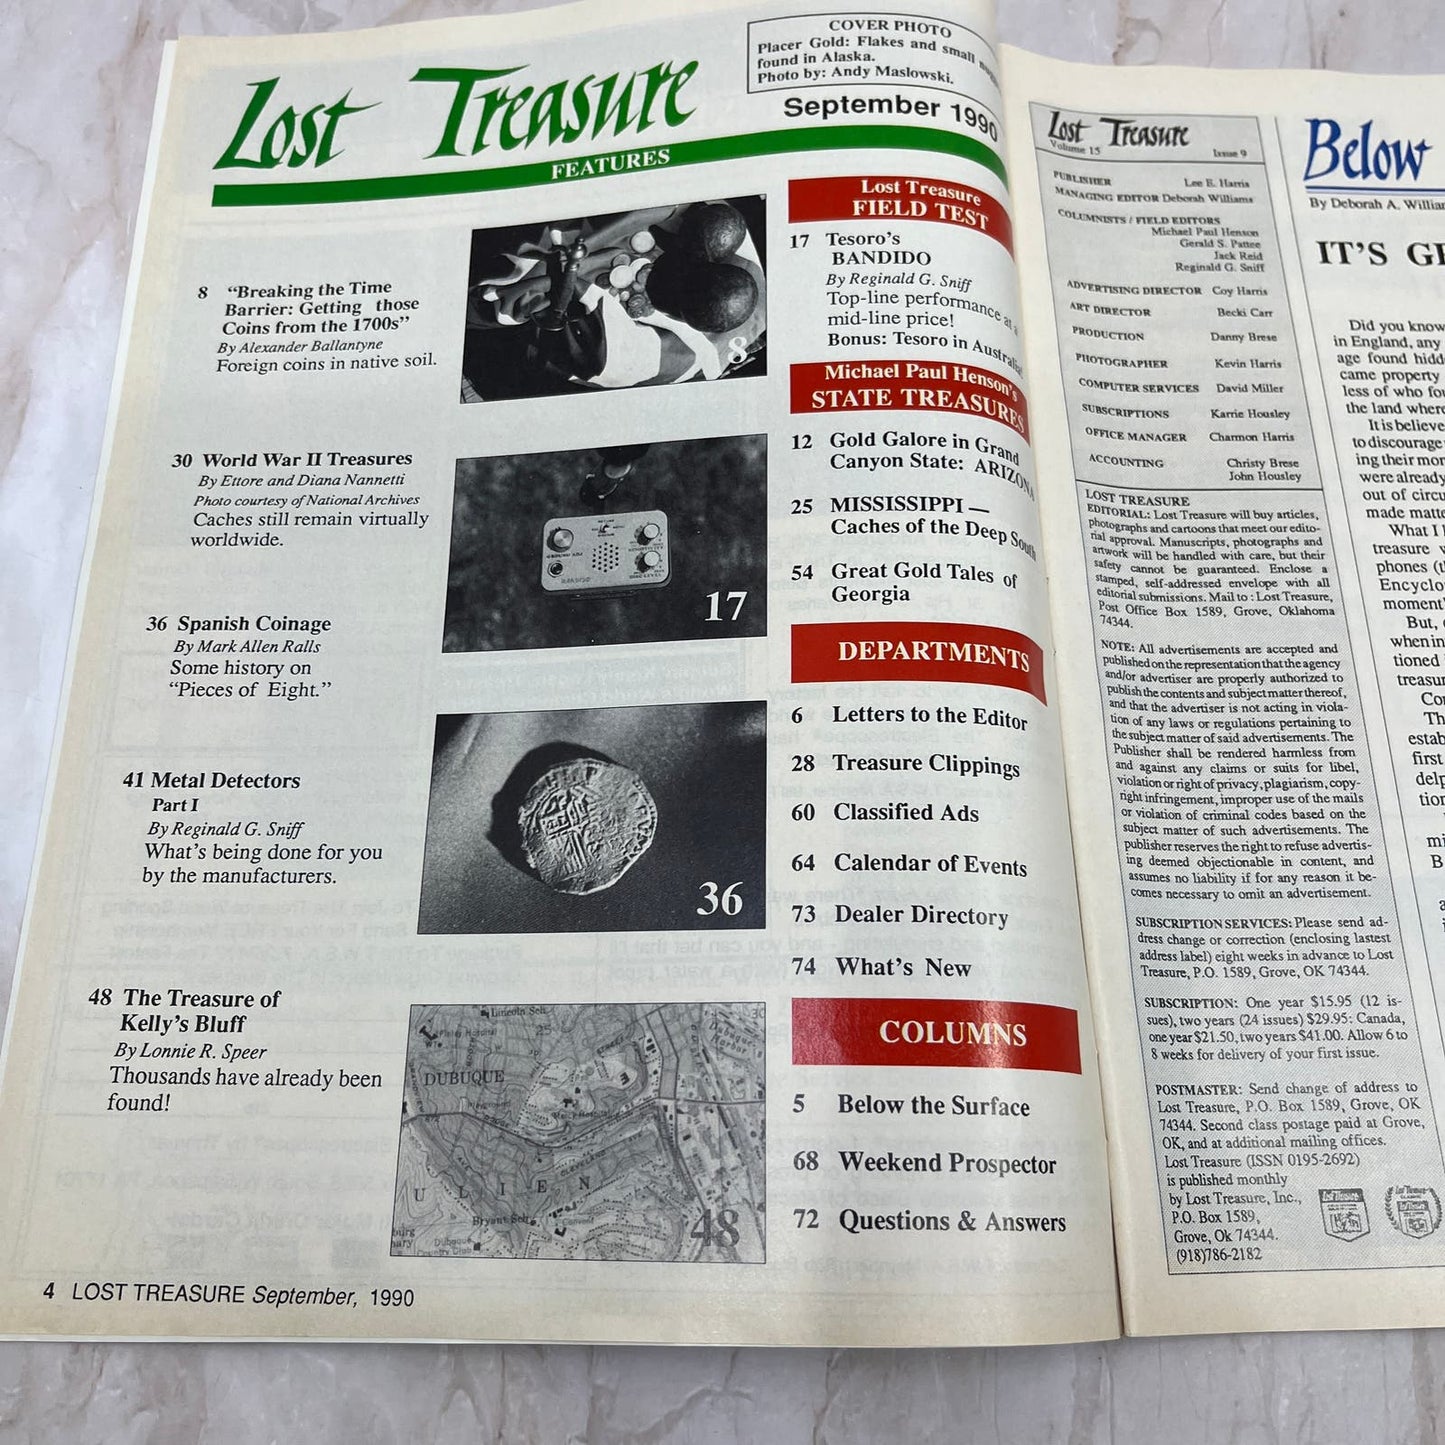 Lost Treasure
COVER PHOTO
Placer Gold: Flakes and small
found in Alaska.
Photo by: Andy Maslowski.
September 1990
FEATURES
8 “Breaking the Time
Barrier: Getting those
Coins from the 1700s”
By Alexander Ballantyne
Foreign coins in native soil.
8
30 World War II Treasures
By Ettore and Diana Nannetti
Photo courtesy of National Archives
Caches still remain virtually
worldwide.
17
36 Spanish Coinage
By Mark Allen Ralls
Some history on
“Pieces of Eight.”
36
41 Metal Detectors
Part I
By Reginald G. Sniff
What’s being done for you
by the manufacturers.
48 The Treasure of
Kelly’s Bluff
By Lonnie R. Speer
Thousands have already been
found!
Lincoln Sch
25
DUBUQUE
JULIEN
Bryant Sch
48
Lost Treasure
FIELD TEST
17 Tesoro’s
BANDIDO
By Reginald G. Sniff
Top-line performance at a
mid-line price!
Bonus: Tesoro in Australia!
Michael Paul Henson’s
STATE TREASURES
12 Gold Galore in Grand
Canyon State: ARIZONA
25 MISSISSIPPI —
Caches of the Deep South
54 Great Gold Tales of
Georgia
DEPARTMENTS
6 Letters to the Editor
28 Treasure Clippings
60 Classified Ads
64 Calendar of Events
73 Dealer Directory
74 What’s New
COLUMNS
5 Below the Surface
68 Weekend Prospector
72 Questions & Answers
4 LOST TREASURE September, 1990
Lost Treasure
Volume 15 Issue 9
PUBLISHER Lee E. Harris
MANAGING EDITOR Deborah Williams
COLUMNISTS / FIELD EDITORS
Michael Paul Henson
Gerald S. Pattee
Jack Reid
Reginald G. Sniff
ADVERTISING DIRECTOR Coy Harris
ART DIRECTOR Becki Carr
PRODUCTION Danny Brese
PHOTOGRAPHER Kevin Harris
COMPUTER SERVICES David Miller
SUBSCRIPTIONS Karrie Housley
OFFICE MANAGER Charmon Harris
ACCOUNTING Christy Brese
John Housley
LOST TREASURE
EDITORIAL: Lost Treasure will buy articles,
photographs and cartoons that meet our edito-
rial approval. Manuscripts, photographs and
artwork will be handled with care, but their
safety cannot be guaranteed. Enclose a
stamped, self-addressed envelope with all
editorial submissions. Mail to : Lost Treasure,
Post Office Box 1589, Grove, Oklahoma
74344.
NOTE: All advertisements are accepted and
published on the representation that the agency
and/or advertiser are properly authorized to
publish the contents and subject matter thereof,
and that the advertiser is not acting in viola-
tion of any laws or regulations pertaining to
the subject matter of said advertisements. The
Publisher shall be rendered harmless from
and against any claims or suits for libel,
violation or right of privacy, plagiarism, copy-
right infringement, improper use of the mails
or violation of criminal codes based on the
subject matter of such advertisements. The
publisher reserves the right to refuse advertis-
ing deemed objectionable in content, and
assumes no liability if for any reason it be-
comes necessary to omit an advertisement.
SUBSCRIPTION SERVICES: Please send ad-
dress change or correction (enclosing lastest
address label) eight weeks in advance to Lost
Treasure, P.O. 1589, Grove, OK 74344.
SUBSCRIPTION: One year $15.95 (12 is-
sues), two years (24 issues) $29.95: Canada,
one year $21.50, two years $41.00. Allow 6 to
8 weeks for delivery of your first issue.
POSTMASTER: Send change of address to
Lost Treasure, P.O. Box 1589, Grove, OK
74344. Second class postage paid at Grove,
OK, and at additional mailing offices.
Lost Treasure (ISSN 0195-2692)
is published monthly
by Lost Treasure, Inc.,
P.O. Box 1589,
Grove, Ok 74344.
(918)786-2182
Below
By Deborah A.
IT’S
Did you know
in England, any
age found
came property
less of who
the land where
It is
to discourage
ing their
were already
out of
made
What I
treasure
phones
But,
when in
tioned
first